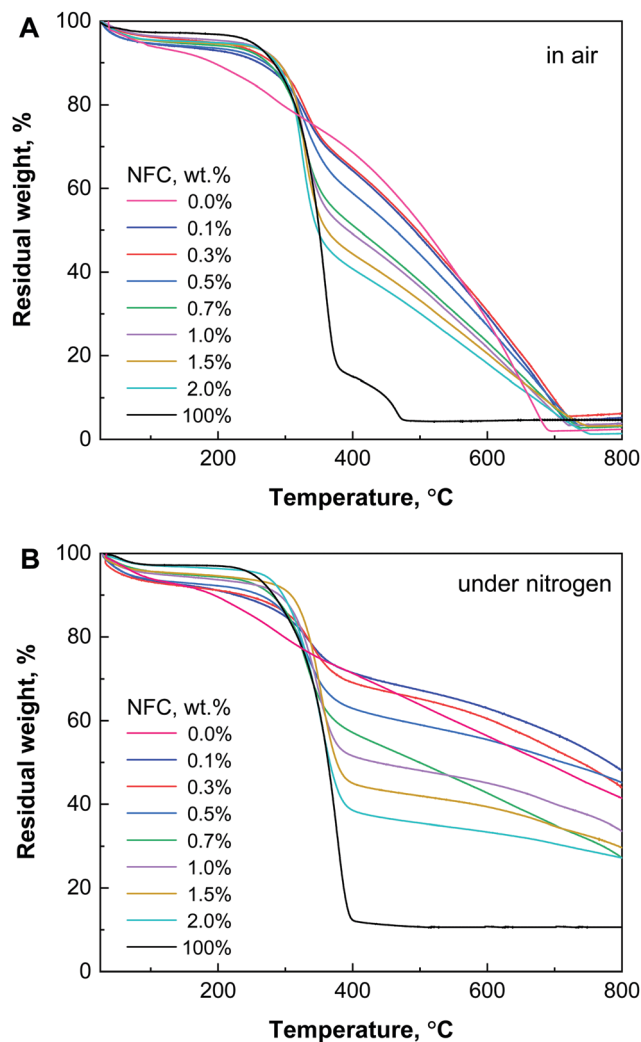 A
in air
Residual weight, %
100
80
60
40
20
0
NFC, wt.%
0.0%
0.1%
0.3%
0.5%
0.7%
1.0%
1.5%
2.0%
100%
200 400 600 800
Temperature, °C
B
under nitrogen
Residual weight, %
100
80
60
40
20
0
NFC, wt.%
0.0%
0.1%
0.3%
0.5%
0.7%
1.0%
1.5%
2.0%
100%
200 400 600 800
Temperature, °C